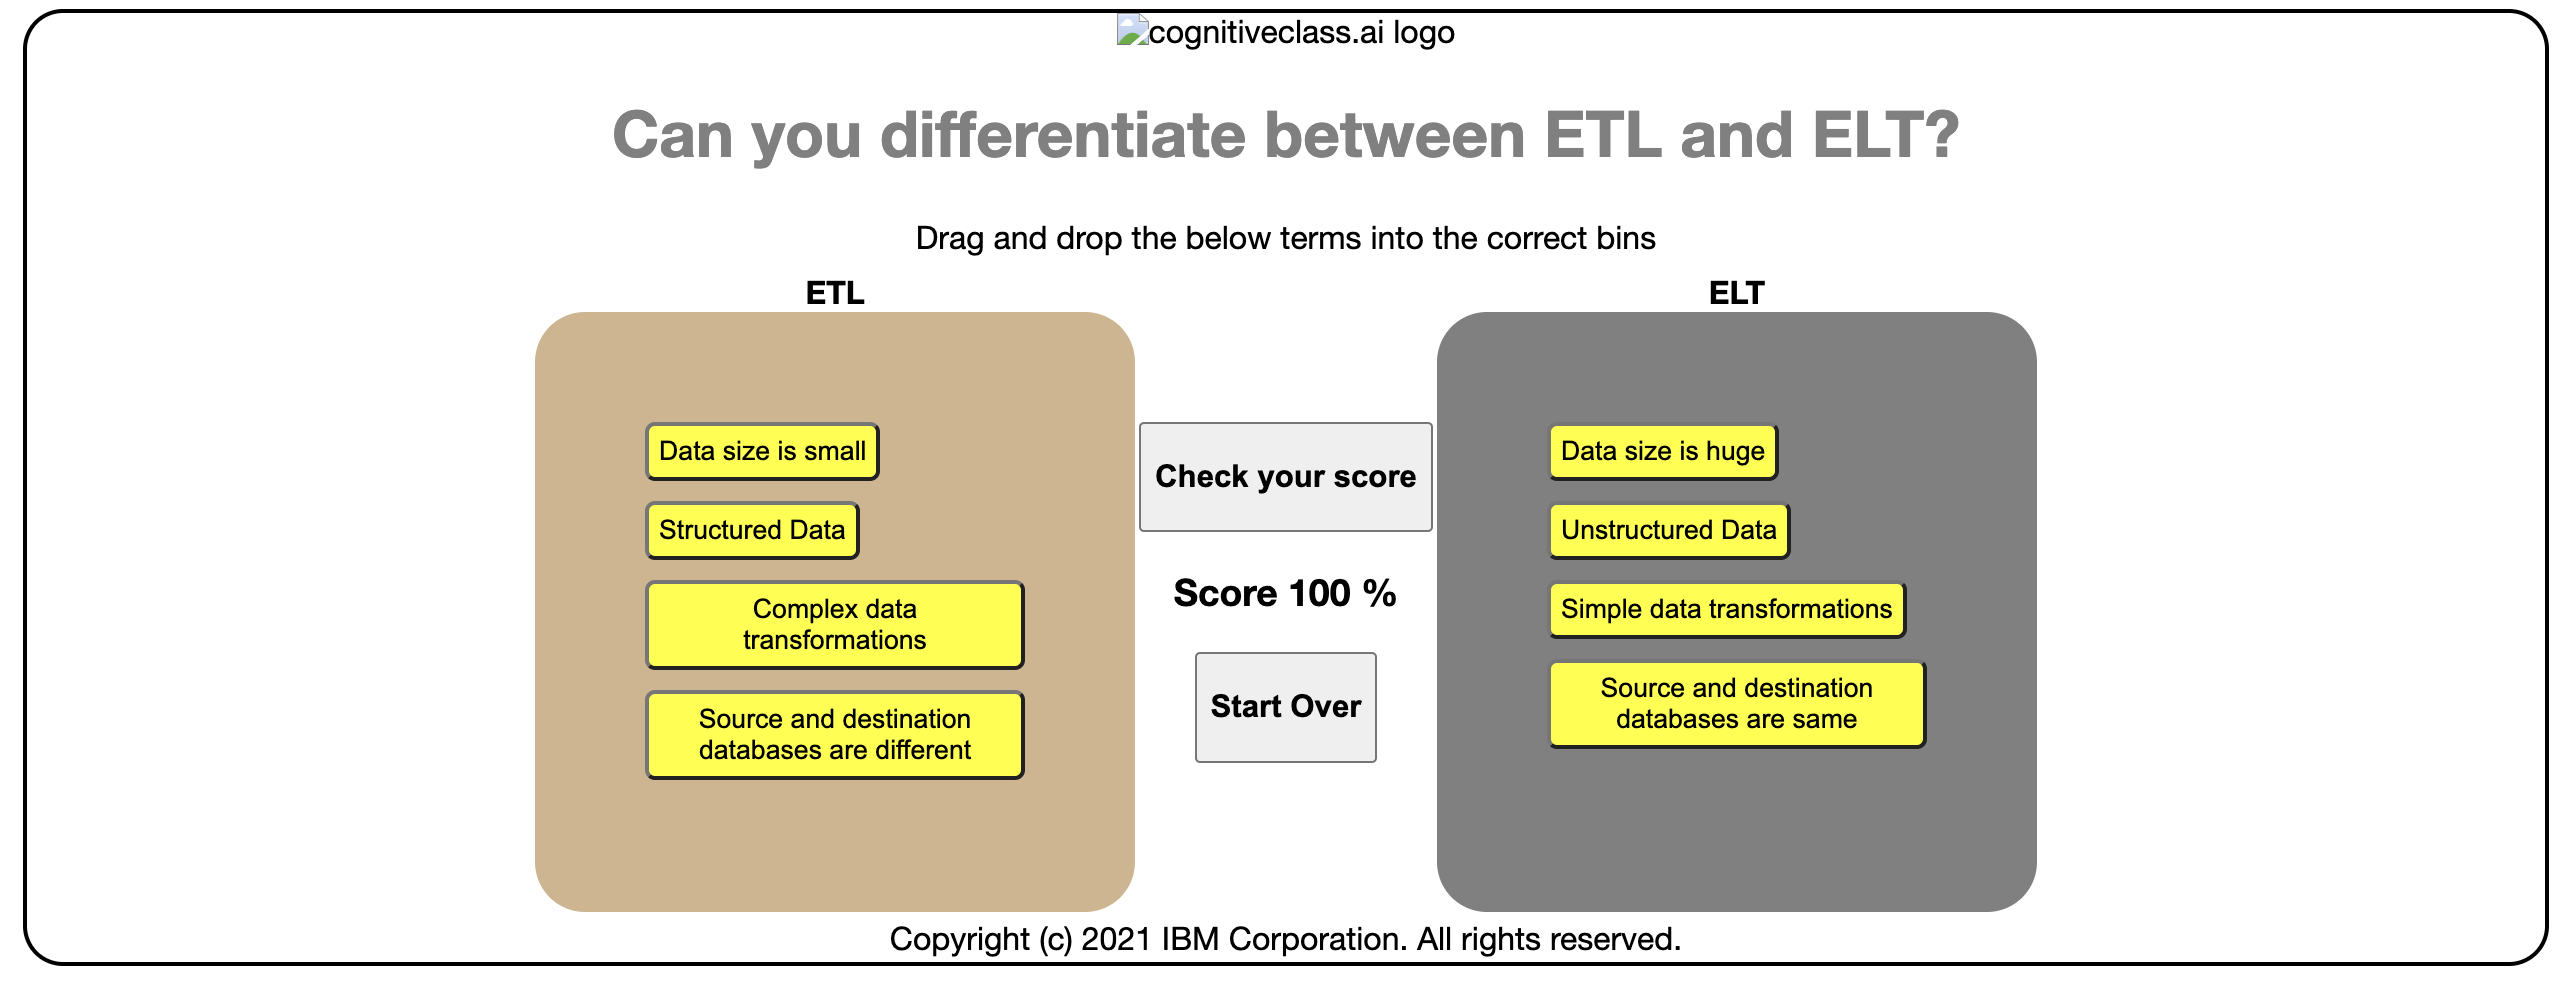 cognitiveclass.ai logo
Can you differentiate between ETL and ELT?
Drag and drop the below terms into the correct bins
ETL
Data size is small
Structured Data
Complex data
transformations
Source and destination
databases are different
Check your score
Score 100 %
Start Over
ELT
Data size is huge
Unstructured Data
Simple data transformations
Source and destination
databases are same
Copyright (c) 2021 IBM Corporation. All rights reserved.